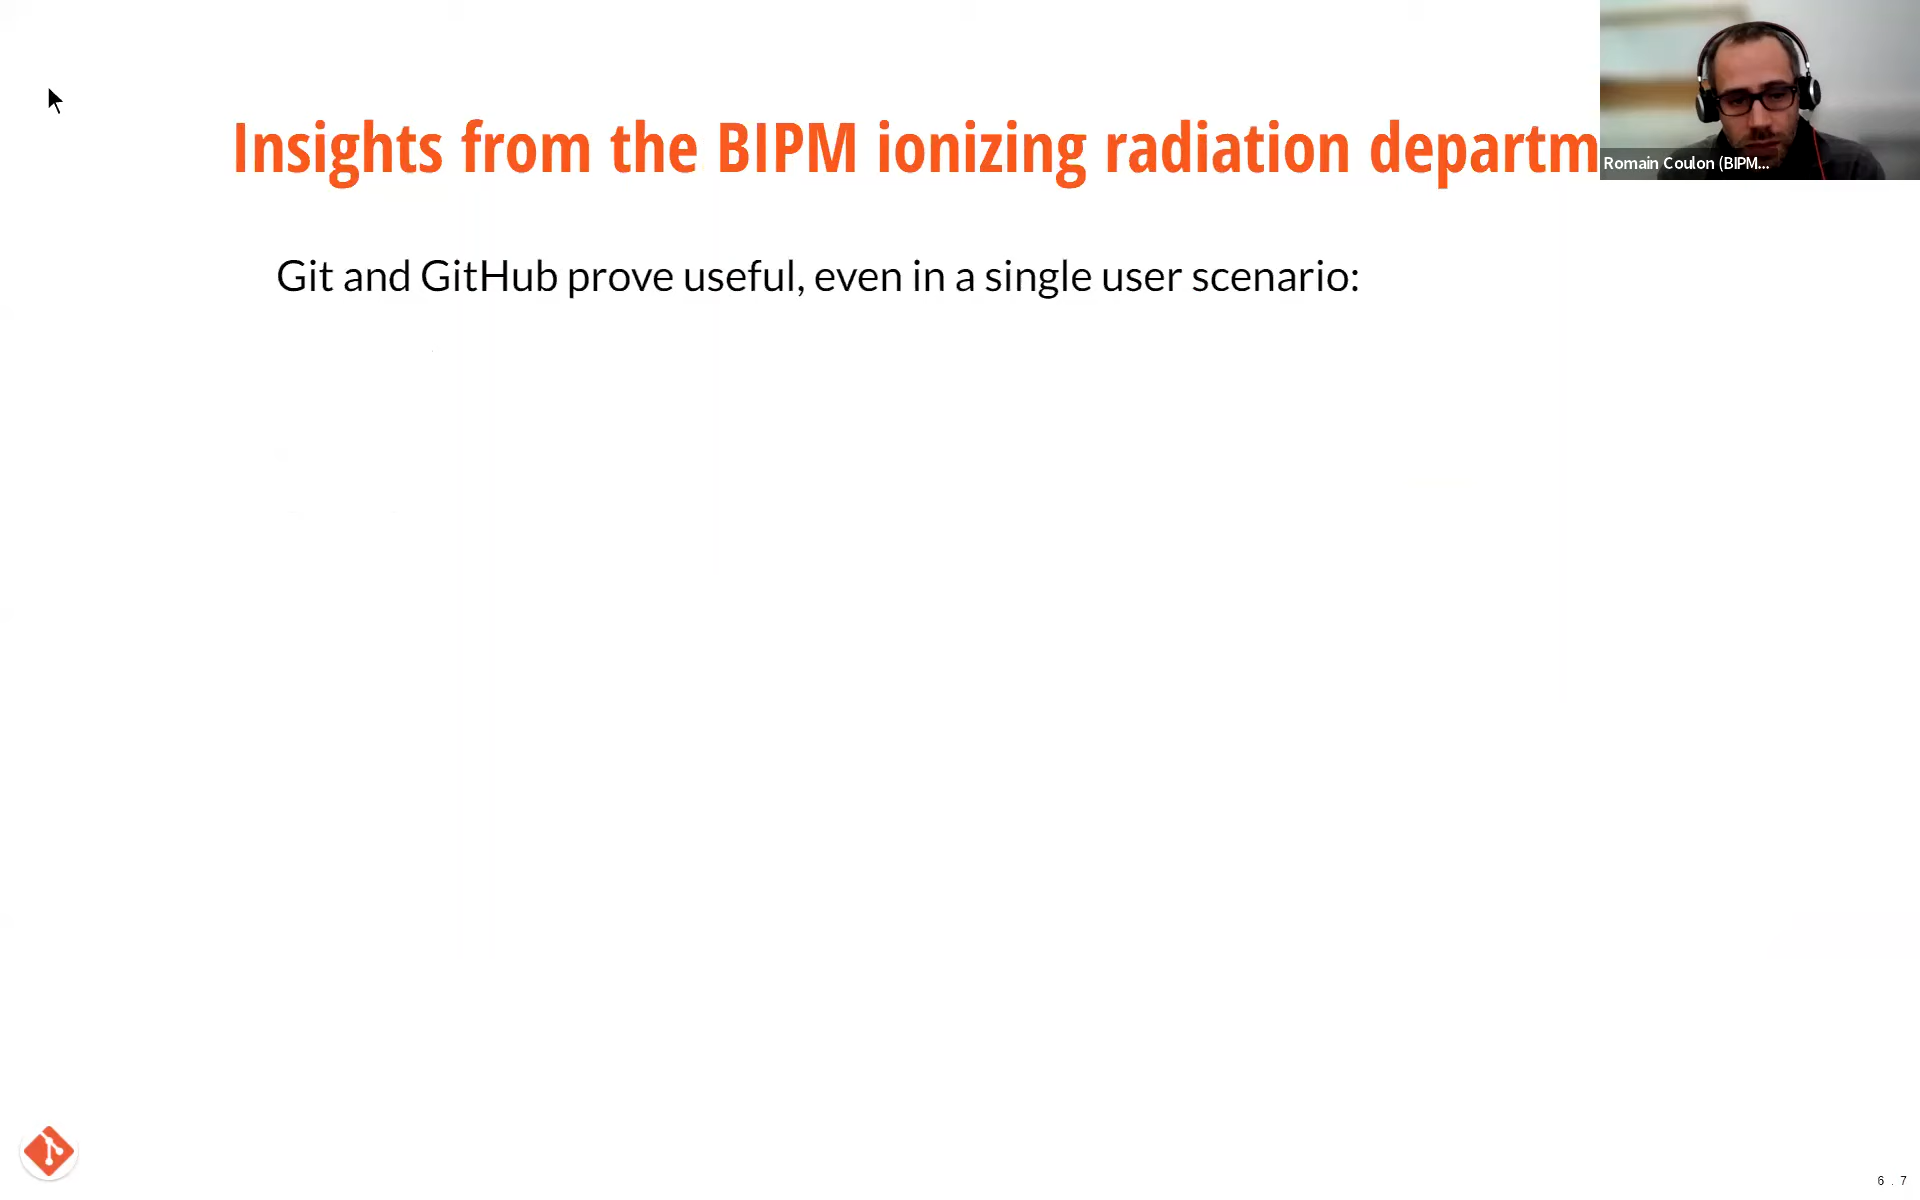 Insights from the BIPM ionizing radiation departm
Romain Coulon (BIPM...
Git and GitHub prove useful, even in a single user scenario:
6 . 7